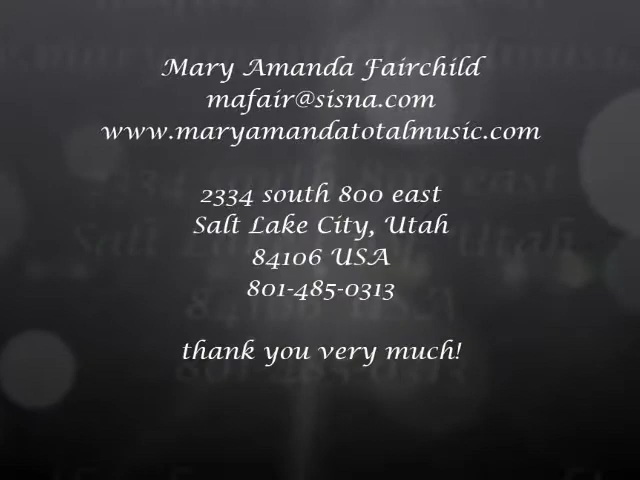 Mary Amanda Fairchild
mafair@sisna.com
www.maryamandatotalmusic.com
2334 south 800 east
Salt Lake City, Utah
84106 USA
801-485-0313
thank you very much!